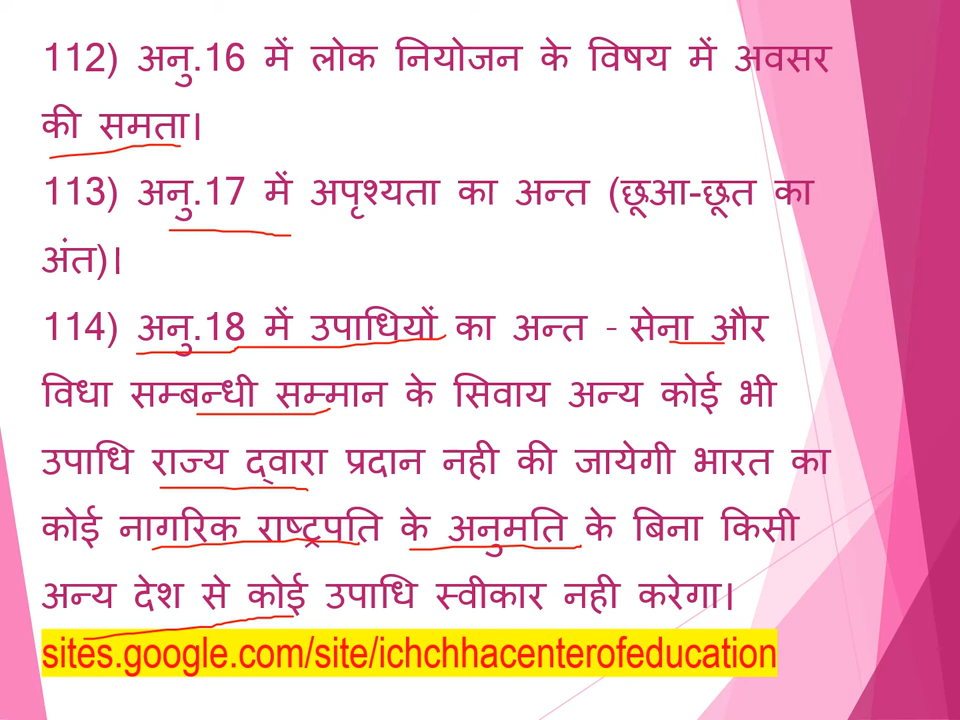 112) अनु.16 में लोक नियोजन के विषय में अवसर
की समता।
113) अनु.17 में अपृश्यता का अन्त (छूआ-छूत का
अंत)।
114) अनु.18 में उपाधियों का अन्त - सेना और
विधा सम्बन्धी सम्मान के सिवाय अन्य कोई भी
उपाधि राज्य द्वारा प्रदान नही की जायेगी भारत का
कोई नागरिक राष्ट्रपति के अनुमति के बिना किसी
अन्य देश से कोई उपाधि स्वीकार नही करेगा।
sites.google.com/site/ichchhacenterofeducation